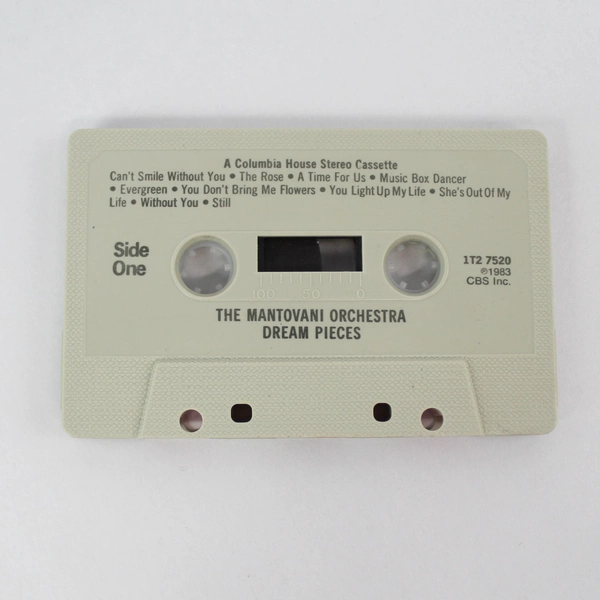 A Columbia House Stereo Cassette
Can't Smile Without You • The Rose • A Time For Us • Music Box Dancer
• Evergreen • You Don't Bring Me Flowers • You Light Up My Life • She's Out Of My
Life • Without You • Still
Side
One
100 50 0
1T2 7520
℗1983
CBS Inc.
THE MANTOVANI ORCHESTRA
DREAM PIECES